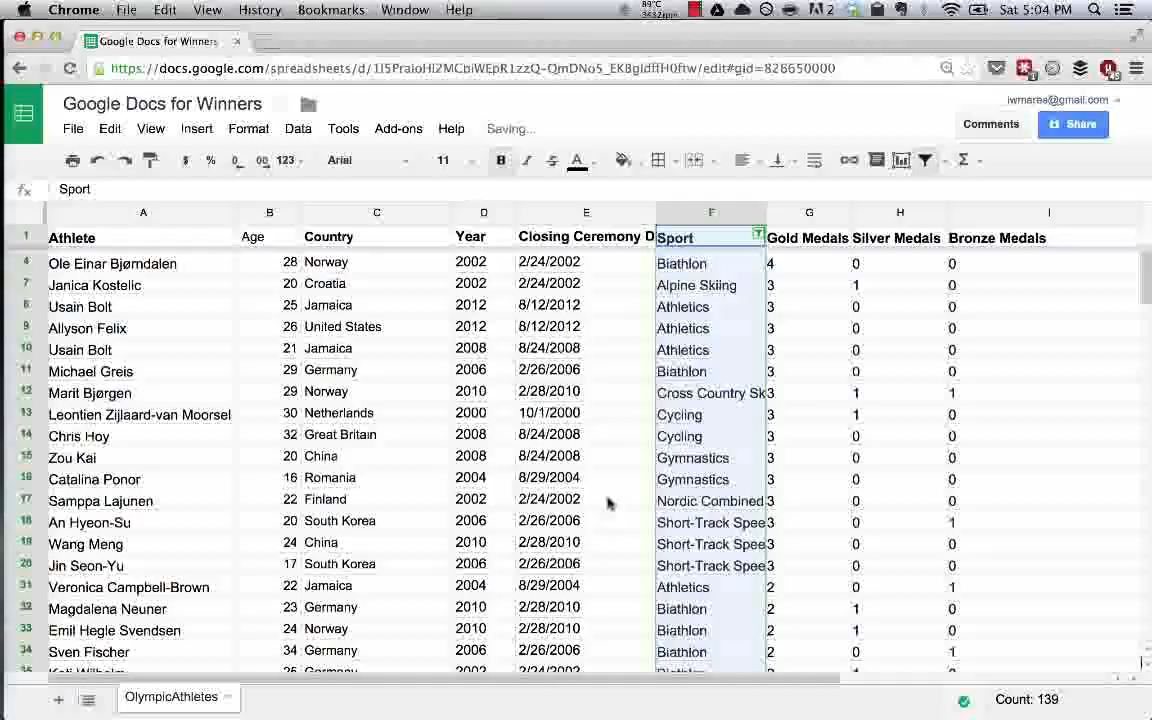 Chrome File Edit View History Bookmarks Window Help 89°C Sat 5:04 PM
Google Docs for Winners
Google Docs for Winners iwmarea@gmail.com
File Edit View Insert Format Data Tools Add-ons Help Saving... Comments Share
$ % 123 Arial 11 B
fx Sport
A B C D E F G H I
1 Athlete Age Country Year Closing Ceremony D Sport Gold Medals Silver Medals Bronze Medals
Ole Einar Bjørndalen 28 Norway 2002 2/24/2002 Biathlon 4 0 0
7 Janica Kostelic 20 Croatia 2002 2/24/2002 Alpine Skiing 3 1 0
8 Usain Bolt 25 Jamaica 2012 8/12/2012 Athletics 3 0 0
9 Allyson Felix 26 United States 2012 8/12/2012 Athletics 3 0 0
10 Usain Bolt 21 Jamaica 2008 8/24/2008 Athletics 3 0 0
11 Michael Greis 29 Germany 2006 2/26/2006 Biathlon 3 0 0
12 Marit Bjørgen 29 Norway 2010 2/28/2010 Cross Country Sk 3 1 1
13 Leontien Zijlaard-van Moorsel 30 Netherlands 2000 10/1/2000 Cycling 3 1 0
14 Chris Hoy 32 Great Britain 2008 8/24/2008 Cycling 3 0 0
15 Zou Kai 20 China 2008 8/24/2008 Gymnastics 3 0 0
16 Catalina Ponor 16 Romania 2004 8/29/2004 Gymnastics 3 0 0
17 Samppa Lajunen 22 Finland 2002 2/24/2002 Nordic Combined 3 0 0
18 An Hyeon-Su 20 South Korea 2006 2/26/2006 Short-Track Spee 3 0 1
19 Wang Meng 24 China 2010 2/28/2010 Short-Track Spee 3 0 0
20 Jin Seon-Yu 17 South Korea 2006 2/26/2006 Short-Track Spee 3 0 0
31 Veronica Campbell-Brown 22 Jamaica 2004 8/29/2004 Athletics 2 0 1
32 Magdalena Neuner 23 Germany 2010 2/28/2010 Biathlon 2 1 0
33 Emil Hegle Svendsen 24 Norway 2010 2/28/2010 Biathlon 2 1 0
34 Sven Fischer 34 Germany 2006 2/26/2006 Biathlon 2 0 1
OlympicAthletes Count: 139